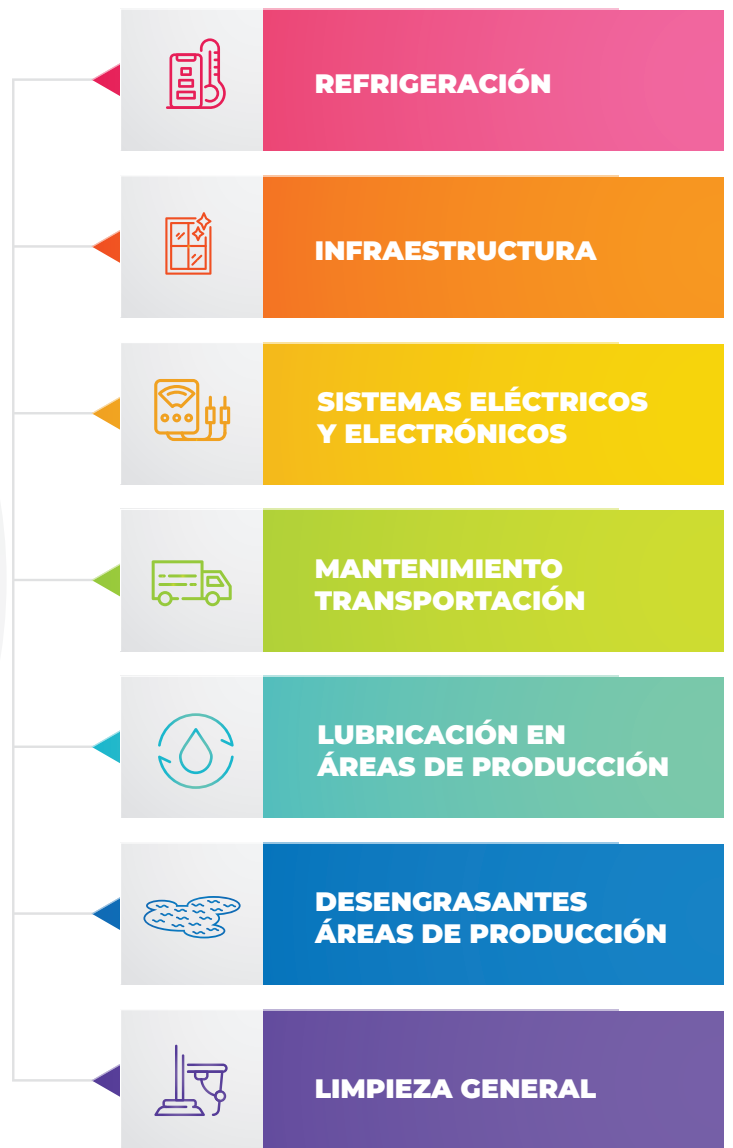 REFRIGERACIÓN
INFRAESTRUCTURA
SISTEMAS ELÉCTRICOS
Y ELECTRÓNICOS
MANTENIMIENTO
TRANSPORTACIÓN
LUBRICACIÓN EN
ÁREAS DE PRODUCCIÓN
DESENGRASANTES
ÁREAS DE PRODUCCIÓN
LIMPIEZA GENERAL